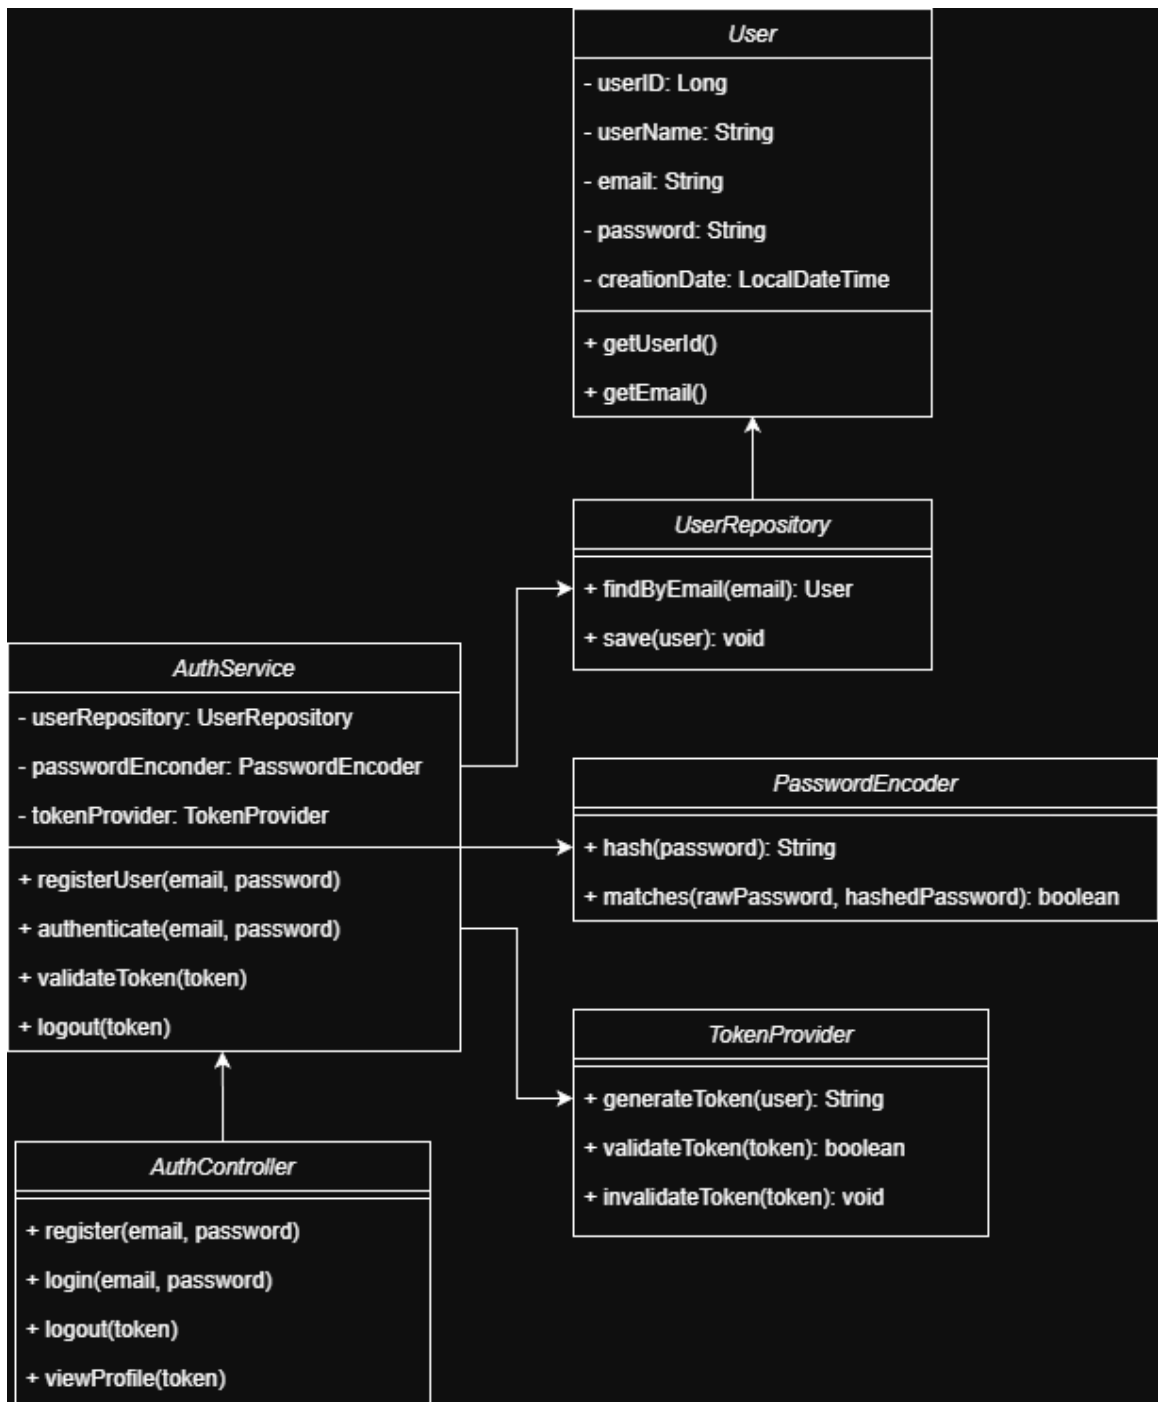 User
- userID: Long
- userName: String
- email: String
- password: String
- creationDate: LocalDateTime
+ getUserId()
+ getEmail()
UserRepository
+ findByEmail(email): User
+ save(user): void
AuthService
- userRepository: UserRepository
- passwordEnconder: PasswordEncoder
- tokenProvider: TokenProvider
+ registerUser(email, password)
+ authenticate(email, password)
+ validateToken(token)
+ logout(token)
PasswordEncoder
+ hash(password): String
+ matches(rawPassword, hashedPassword): boolean
TokenProvider
+ generateToken(user): String
+ validateToken(token): boolean
+ invalidateToken(token): void
AuthController
+ register(email, password)
+ login(email, password)
+ logout(token)
+ viewProfile(token)